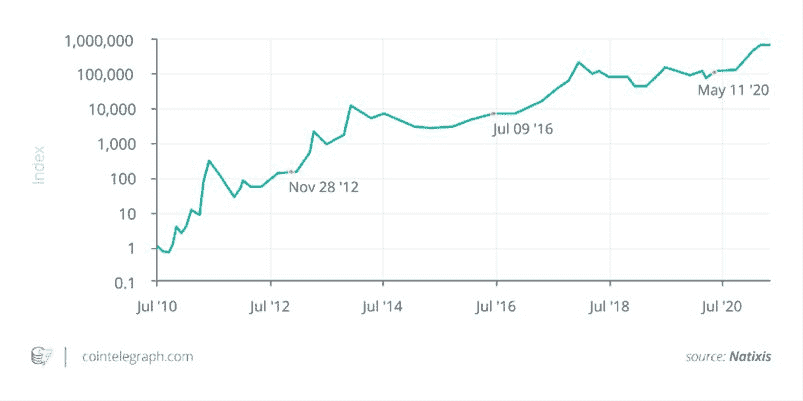 1,000,000
100,000
10,000
1,000
100
10
1
0.1
Index
May 11 '20
Jul 09 '16
Nov 28 '12
Jul '10 Jul '12 Jul '14 Jul '16 Jul '18 Jul '20
cointelegraph.com
source: Natixis